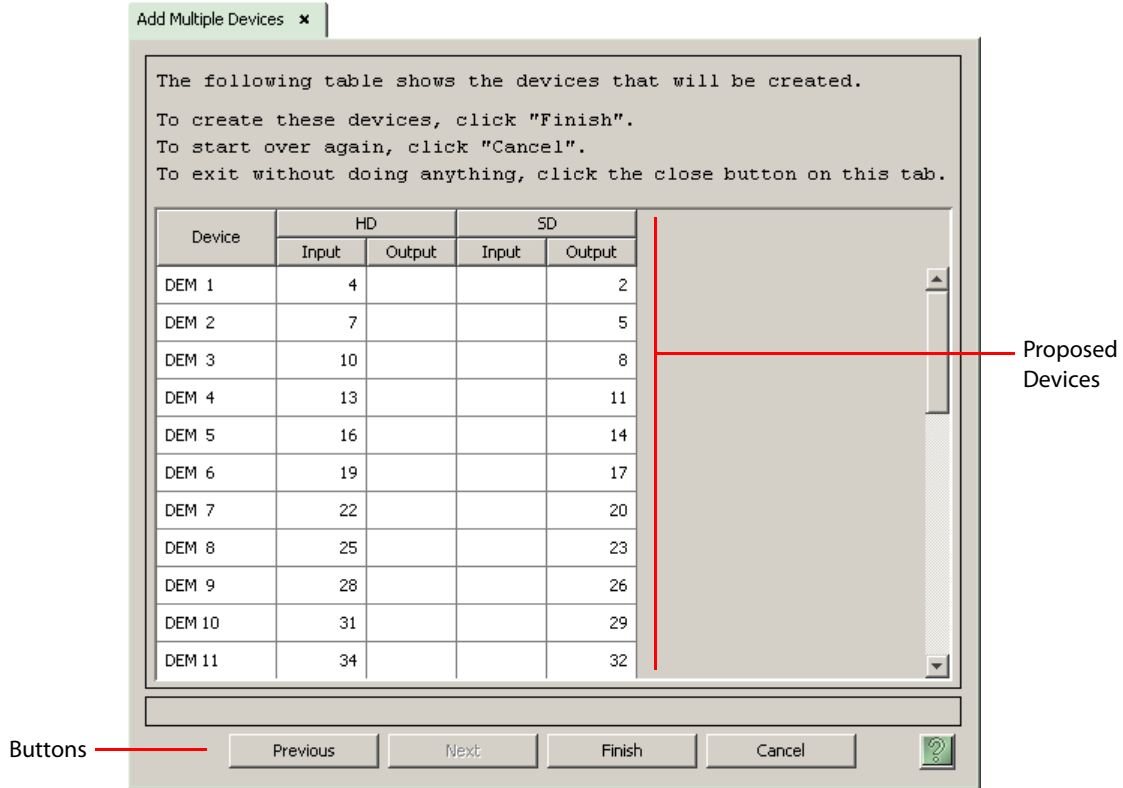 Add Multiple Devices
The following table shows the devices that will be created.
To create these devices, click "Finish".
To start over again, click "Cancel".
To exit without doing anything, click the close button on this tab.
Device HD SD
Input Output Input Output
DEM 1 4 2
DEM 2 7 5
DEM 3 10 8
DEM 4 13 11
DEM 5 16 14
DEM 6 19 17
DEM 7 22 20
DEM 8 25 23
DEM 9 28 26
DEM 10 31 29
DEM 11 34 32
Proposed
Devices
Buttons
Previous Next Finish Cancel ?